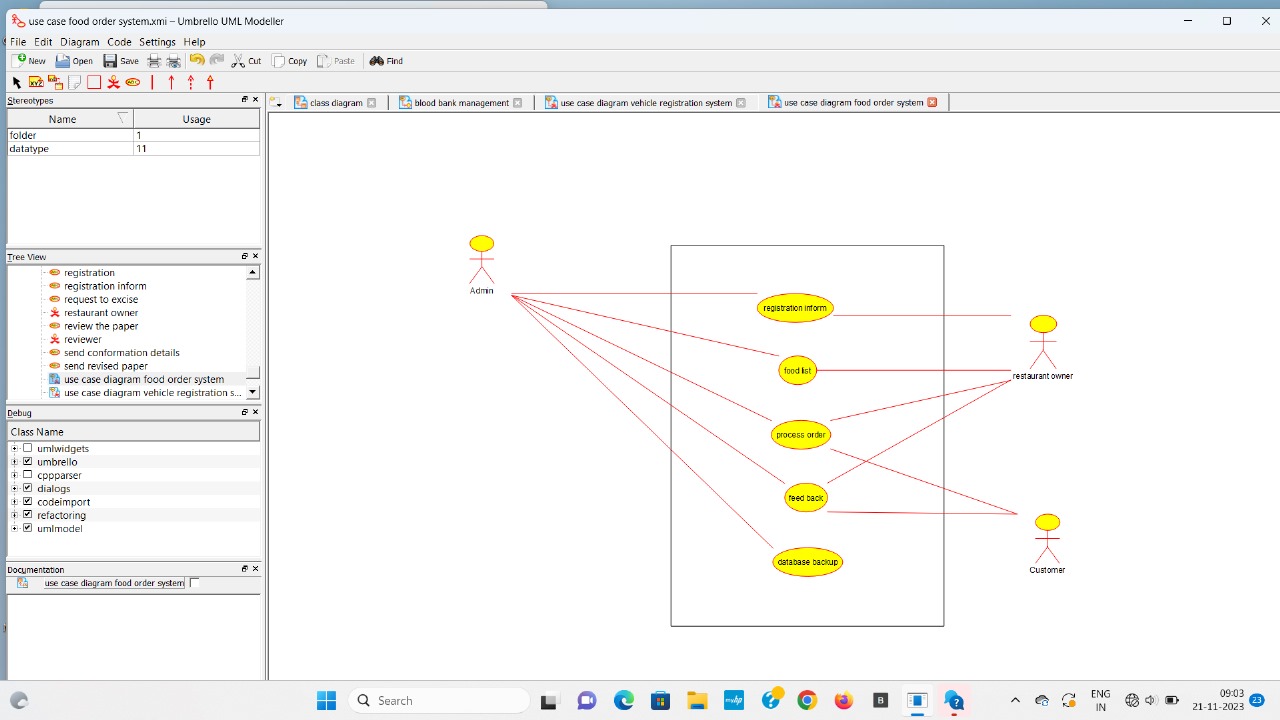 use case food order system.xmi – Umbrello UML Modeller
File Edit Diagram Code Settings Help
New Open Save Cut Copy Paste Find
Stereotypes
class diagram
blood bank management
use case diagram vehicle registration system
use case diagram food order system
Name Usage
folder 1
datatype 11
Tree View
registration
registration inform
request to excise
restaurant owner
review the paper
reviewer
send conformation details
send revised paper
use case diagram food order system
use case diagram vehicle registration s...
Debug
Class Name
umlwidgets
umbrello
cppparser
dialogs
codeimport
refactoring
umlmodel
Documentation
use case diagram food order system
Admin
registration inform
food list
restaurant owner
process order
feed back
database backup
Customer
Search
myhp
B
ENG
IN
09:03
21-11-2023
23